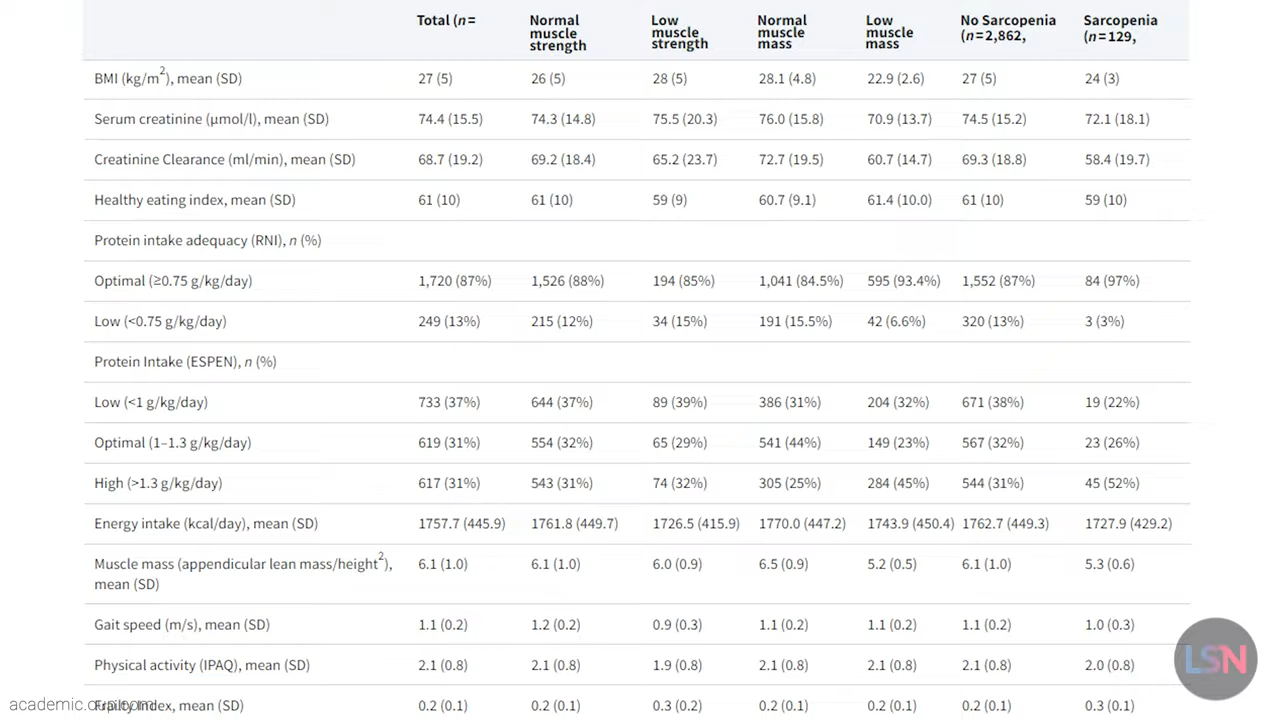 Total (n= Normal muscle strength Low muscle strength Normal muscle mass Low muscle mass No Sarcopenia (n=2,862, Sarcopenia (n=129,
BMI (kg/m2), mean (SD) 27 (5) 26 (5) 28 (5) 28.1 (4.8) 22.9 (2.6) 27 (5) 24 (3)
Serum creatinine (μmol/l), mean (SD) 74.4 (15.5) 74.3 (14.8) 75.5 (20.3) 76.0 (15.8) 70.9 (13.7) 74.5 (15.2) 72.1 (18.1)
Creatinine Clearance (ml/min), mean (SD) 68.7 (19.2) 69.2 (18.4) 65.2 (23.7) 72.7 (19.5) 60.7 (14.7) 69.3 (18.8) 58.4 (19.7)
Healthy eating index, mean (SD) 61 (10) 61 (10) 59 (9) 60.7 (9.1) 61.4 (10.0) 61 (10) 59 (10)
Protein intake adequacy (RNI), n (%)
Optimal (≥0.75 g/kg/day) 1,720 (87%) 1,526 (88%) 194 (85%) 1,041 (84.5%) 595 (93.4%) 1,552 (87%) 84 (97%)
Low (<0.75 g/kg/day) 249 (13%) 215 (12%) 34 (15%) 191 (15.5%) 42 (6.6%) 320 (13%) 3 (3%)
Protein Intake (ESPEN), n (%)
Low (<1 g/kg/day) 733 (37%) 644 (37%) 89 (39%) 386 (31%) 204 (32%) 671 (38%) 19 (22%)
Optimal (1–1.3 g/kg/day) 619 (31%) 554 (32%) 65 (29%) 541 (44%) 149 (23%) 567 (32%) 23 (26%)
High (>1.3 g/kg/day) 617 (31%) 543 (31%) 74 (32%) 305 (25%) 284 (45%) 544 (31%) 45 (52%)
Energy intake (kcal/day), mean (SD) 1757.7 (445.9) 1761.8 (449.7) 1726.5 (415.9) 1770.0 (447.2) 1743.9 (450.4) 1762.7 (449.3) 1727.9 (429.2)
Muscle mass (appendicular lean mass/height2), 6.1 (1.0) 6.1 (1.0) 6.0 (0.9) 6.5 (0.9) 5.2 (0.5) 6.1 (1.0) 5.3 (0.6)
mean (SD)
Gait speed (m/s), mean (SD) 1.1 (0.2) 1.2 (0.2) 0.9 (0.3) 1.1 (0.2) 1.1 (0.2) 1.1 (0.2) 1.0 (0.3)
Physical activity (IPAQ), mean (SD) 2.1 (0.8) 2.1 (0.8) 1.9 (0.8) 2.1 (0.8) 2.1 (0.8) 2.1 (0.8) 2.0 (0.8)
LSN
Frailty Index, mean (SD) 0.2 (0.1) 0.2 (0.1) 0.3 (0.2) 0.2 (0.1) 0.2 (0.1) 0.2 (0.1) 0.3 (0.1)